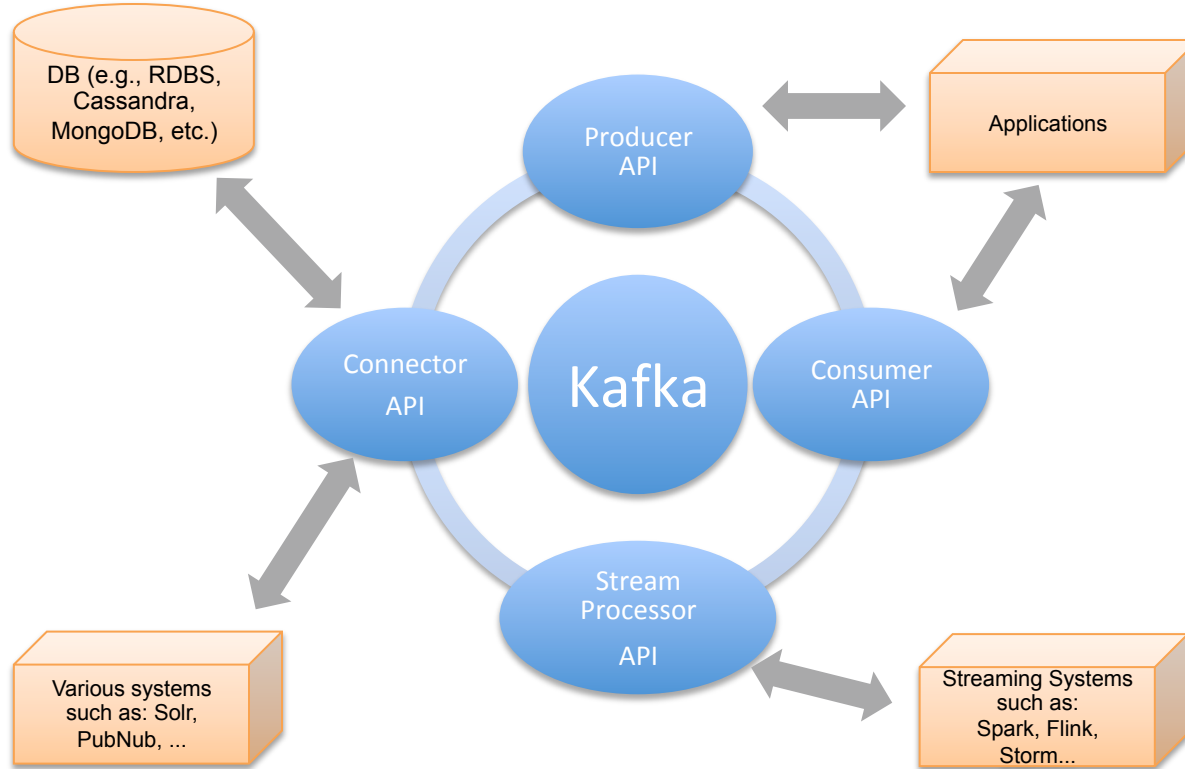 DB (e.g., RDBS,
Cassandra,
MongoDB, etc.)
Producer
API
Applications
Connector
API
Kafka
Consumer
API
Stream
Processor
API
Various systems
such as: Solr,
PubNub, ...
Streaming Systems
such as:
Spark, Flink,
Storm...